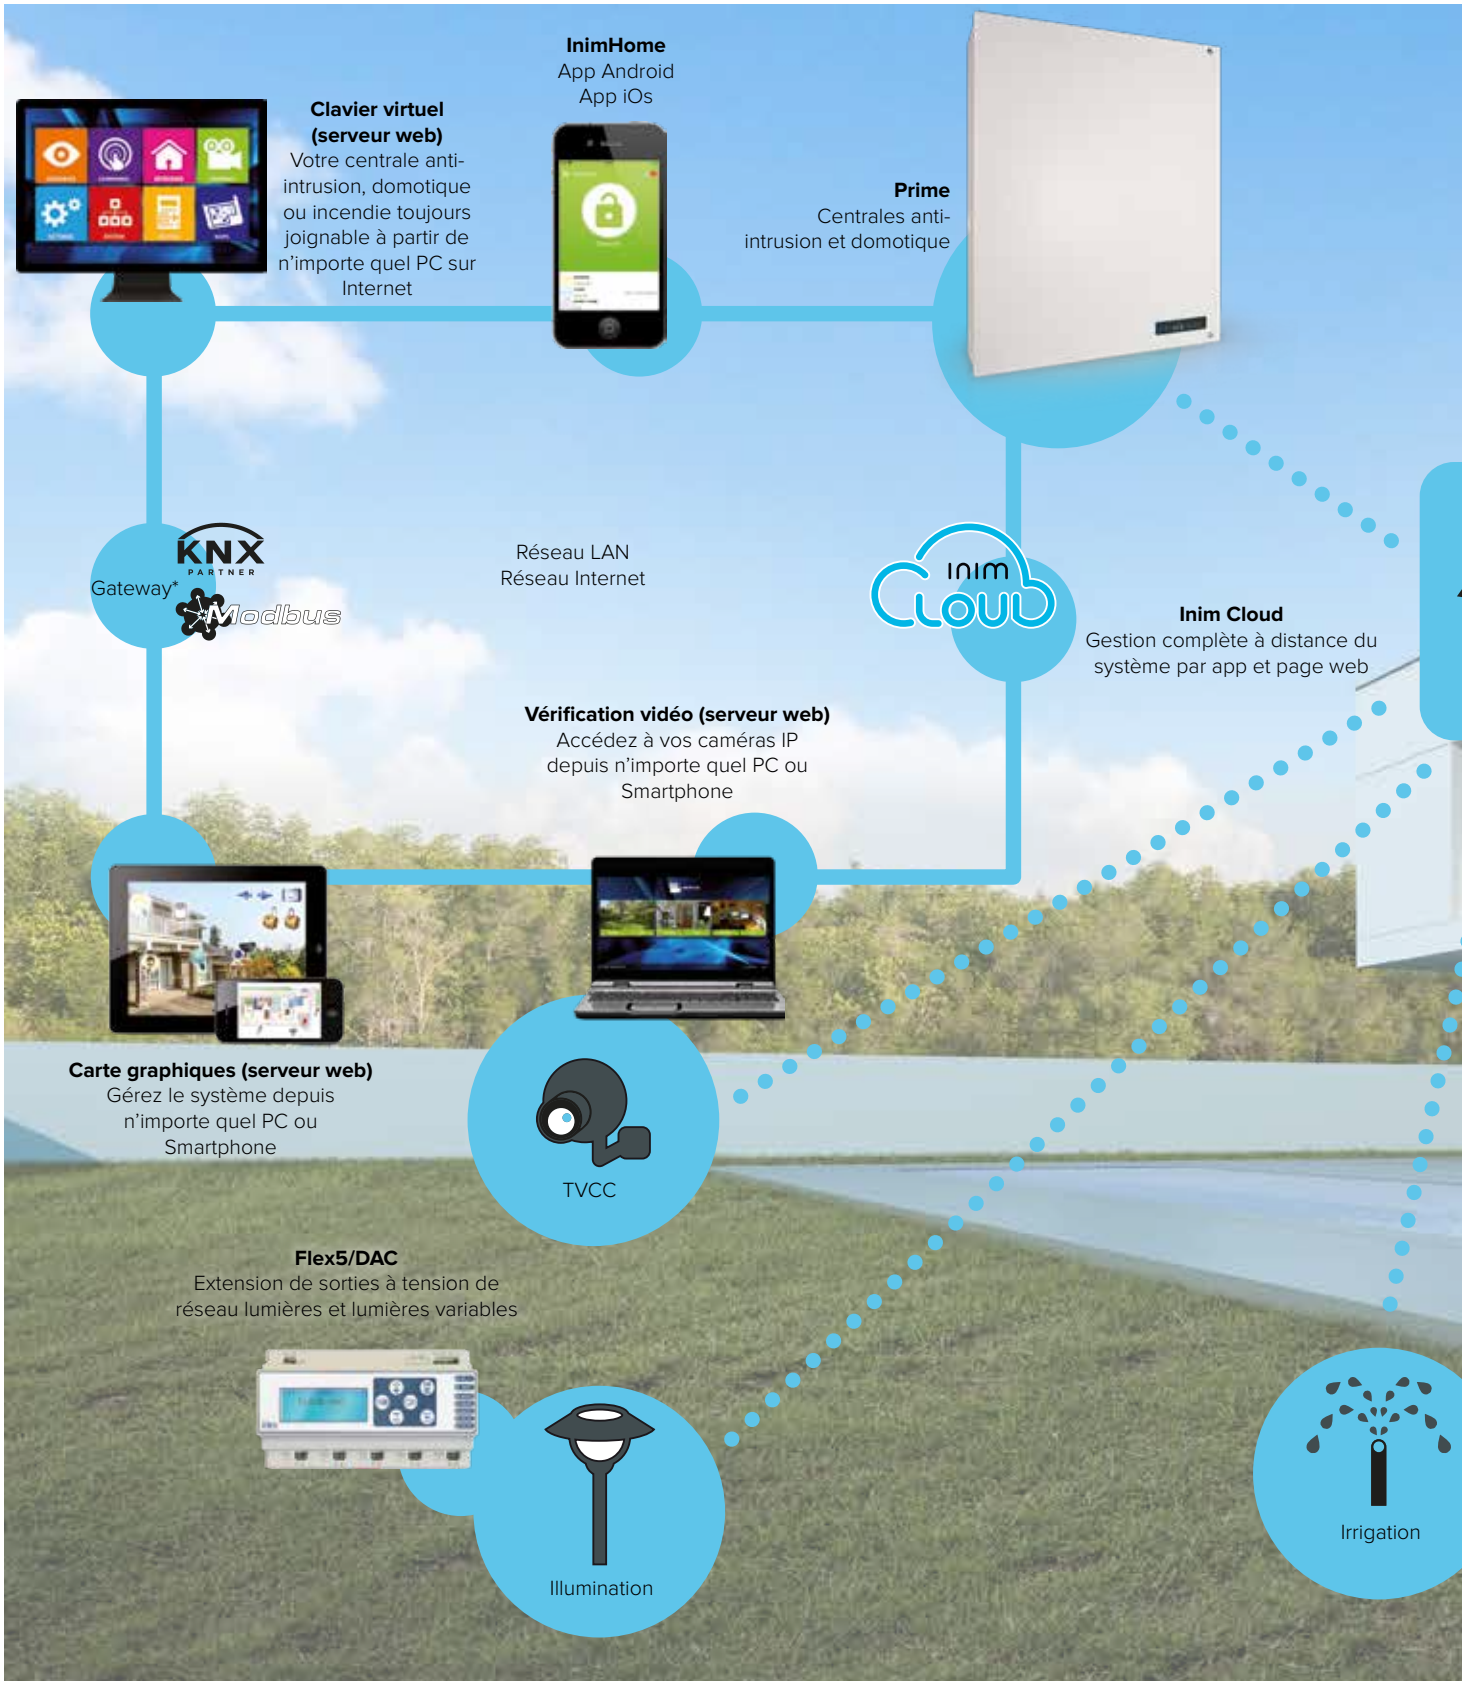 InimHome
App Android
App iOs
Clavier virtuel
(serveur web)
Votre centrale anti-
intrusion, domotique
ou incendie toujours
joignable à partir de
n'importe quel PC sur
Internet
Prime
Centrales anti-
intrusion et domotique
KNX
PARTNER
Gateway*
Modbus
Réseau LAN
Réseau Internet
INIM
CLOUD
Inim Cloud
Gestion complète à distance du
système par app et page web
Vérification vidéo (serveur web)
Accédez à vos caméras IP
depuis n'importe quel PC ou
Smartphone
Carte graphiques (serveur web)
Gérez le système depuis
n'importe quel PC ou
Smartphone
TVCC
Flex5/DAC
Extension de sorties à tension de
réseau lumières et lumières variables
Illumination
Irrigation